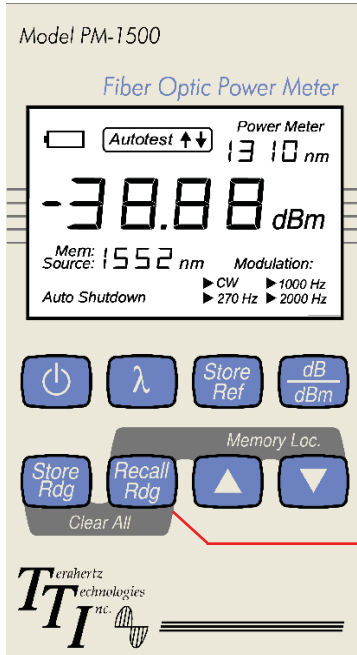 Model PM-1500
Fiber Optic Power Meter
Autotest
Power Meter
1310 nm
-38.88 dBm
Mem:
Source: 1552 nm
Modulation:
CW 1000 Hz
Auto Shutdown 270 Hz 2000 Hz
λ
Store
Ref
dB
dBm
Memory Loc.
Store
Rdg
Recall
Rdg
Clear All
Terahertz
Technologies
Inc.